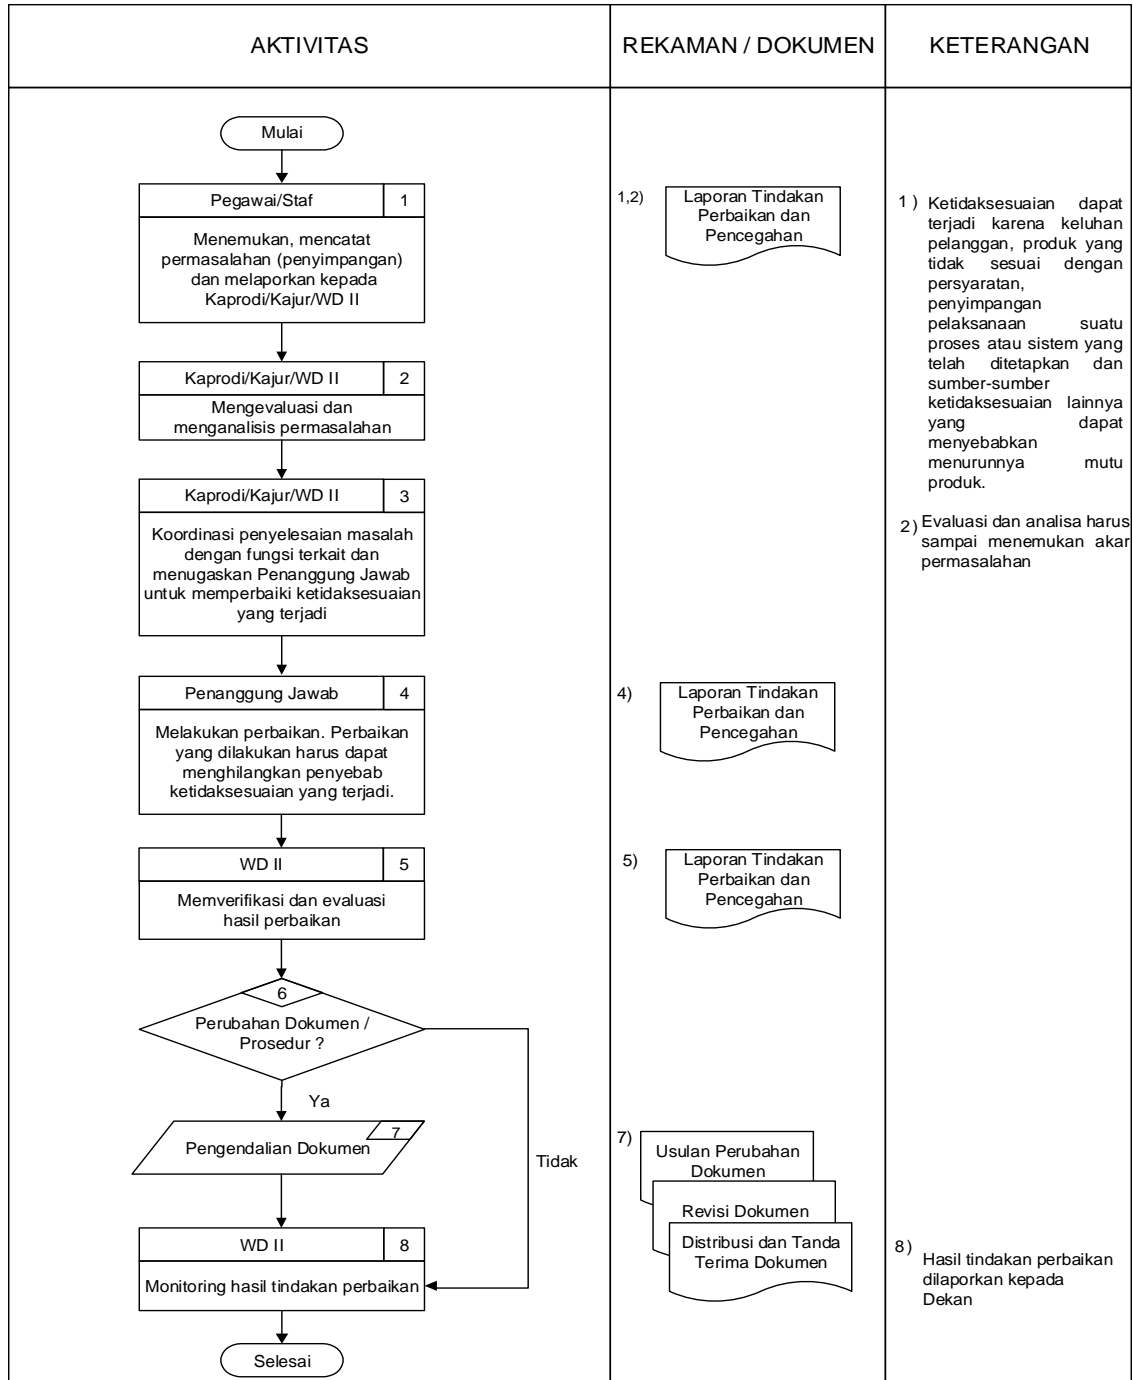 AKTIVITAS
REKAMAN / DOKUMEN
KETERANGAN
Mulai
Pegawai/Staf
1
Menemukan, mencatat
permasalahan (penyimpangan)
dan melaporkan kepada
Kaprodi/Kajur/WD II
Kaprodi/Kajur/WD II
2
Mengevaluasi dan
menganalisis permasalahan
Kaprodi/Kajur/WD II
3
Koordinasi penyelesaian masalah
dengan fungsi terkait dan
menugaskan Penanggung Jawab
untuk memperbaiki ketidaksesuaian
yang terjadi
Penanggung Jawab
4
Melakukan perbaikan. Perbaikan
yang dilakukan harus dapat
menghilangkan penyebab
ketidaksesuaian yang terjadi.
WD II
5
Memverifikasi dan evaluasi
hasil perbaikan
6
Perubahan Dokumen /
Prosedur ?
Ya
Tidak
7
Pengendalian Dokumen
WD II
8
Monitoring hasil tindakan perbaikan
Selesai
1,2)
Laporan Tindakan
Perbaikan dan
Pencegahan
4)
Laporan Tindakan
Perbaikan dan
Pencegahan
5)
Laporan Tindakan
Perbaikan dan
Pencegahan
7)
Usulan Perubahan
Dokumen
Revisi Dokumen
Distribusi dan Tanda
Terima Dokumen
1) Ketidaksesuaian dapat
terjadi karena keluhan
pelanggan, produk yang
tidak sesuai dengan
persyaratan,
penyimpangan
pelaksanaan suatu
proses atau sistem yang
telah ditetapkan dan
sumber-sumber
ketidaksesuaian lainnya
yang dapat
menyebabkan
menurunnya mutu
produk.
2) Evaluasi dan analisa harus
sampai menemukan akar
permasalahan
8)
Hasil tindakan perbaikan
dilaporkan kepada
Dekan